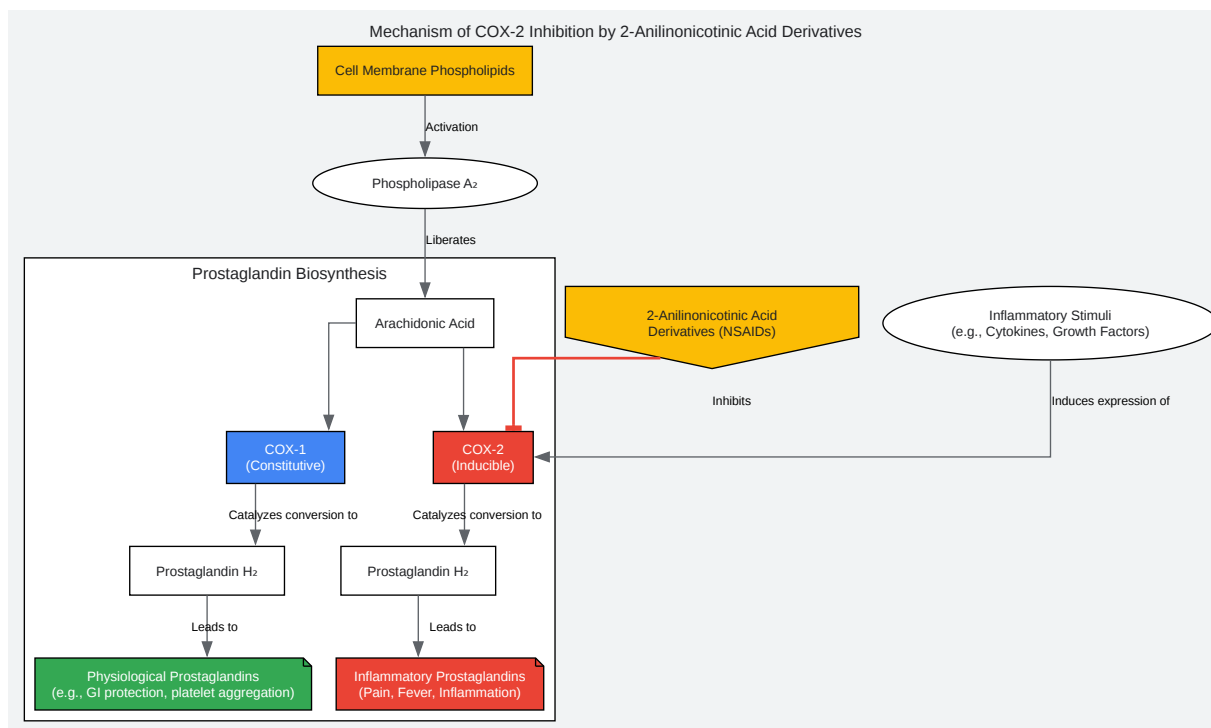 Mechanism of COX-2 Inhibition by 2-Anilinonicotinic Acid Derivatives
Cell Membrane Phospholipids
Activation
Phospholipase A₂
Liberates
Prostaglandin Biosynthesis
Arachidonic Acid
2-Anilinonicotinic Acid
Derivatives (NSAIDs)
Inflammatory Stimuli
(e.g., Cytokines, Growth Factors)
Inhibits
Induces expression of
COX-1
(Constitutive)
COX-2
(Inducible)
Catalyzes conversion to
Catalyzes conversion to
Prostaglandin H₂
Prostaglandin H₂
Leads to
Leads to
Physiological Prostaglandins
(e.g., GI protection, platelet aggregation)
Inflammatory Prostaglandins
(Pain, Fever, Inflammation)